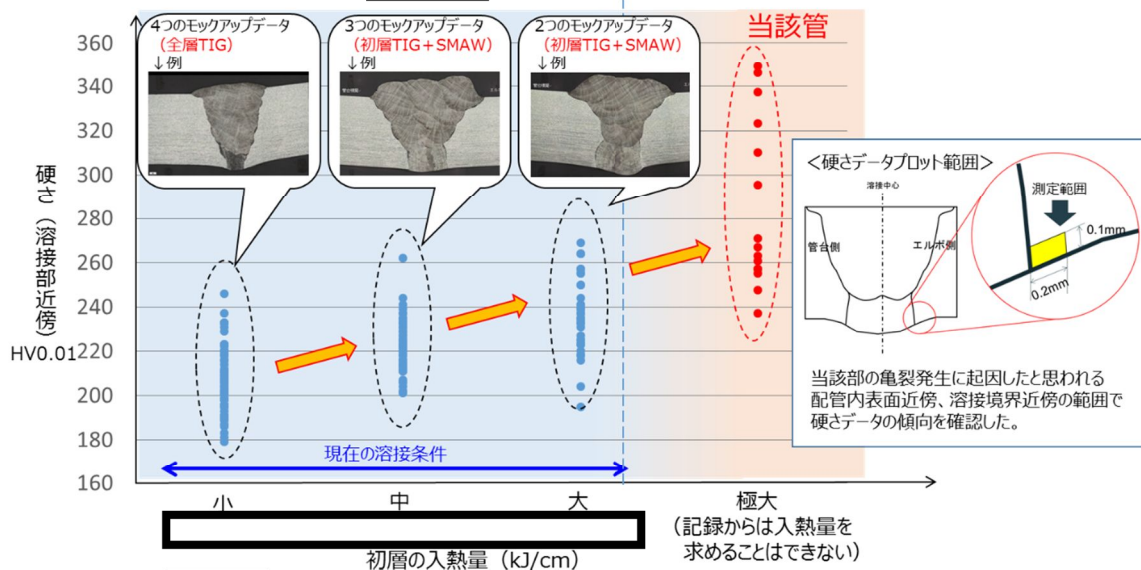 4つのモックアップデータ
(全層TIG)
↓例
3つのモックアップデータ
(初層TIG+SMAW)
↓例
2つのモックアップデータ
(初層TIG+SMAW)
↓例
当該管
360
340
320
300
280
260
240
220
200
180
160
硬さ(溶接部近傍)
HV0.01
現在の溶接条件
小
中
大
極大
(記録からは入熱量を
求めることはできない)
初層の入熱量(kJ/cm)
<硬さデータプロット範囲>
溶接中心
管台側
エルボ側
測定範囲
0.1mm
0.2mm
当該部の亀裂発生に起因したと思われる
配管内表面近傍、溶接境界近傍の範囲で
硬さデータの傾向を確認した。